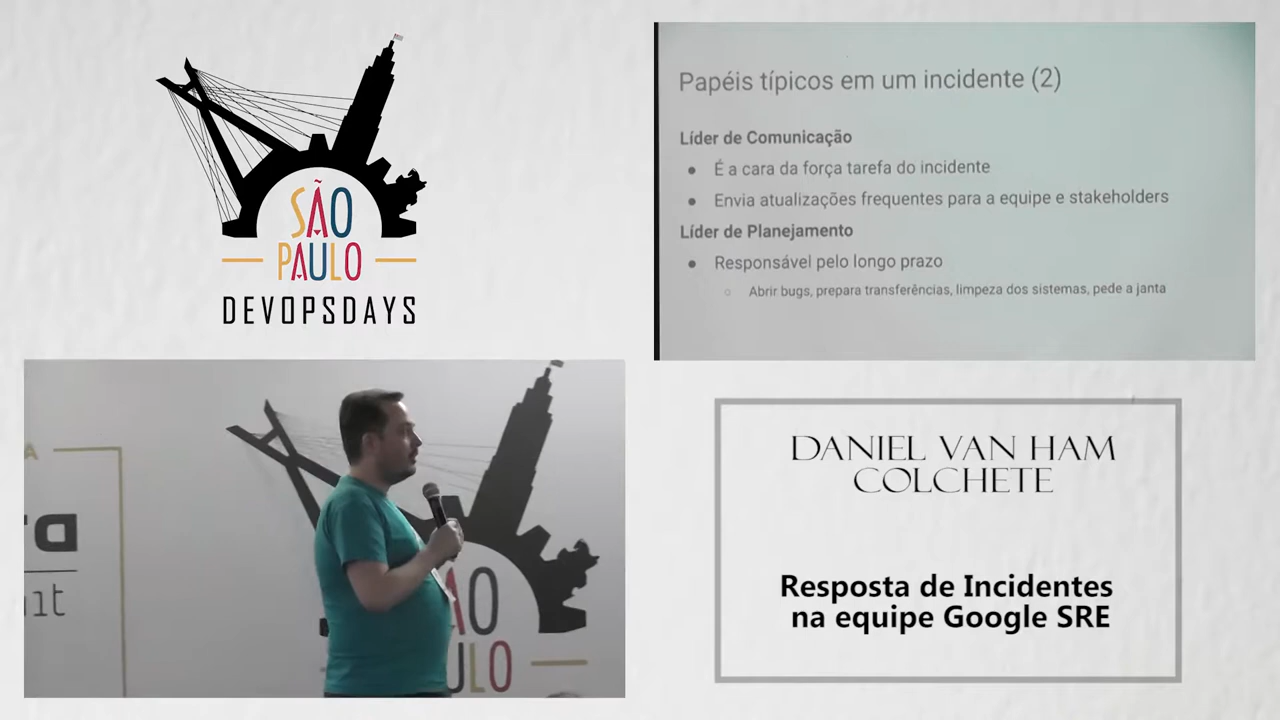 SÃO
PAULO
DEVOPSDAYS
Papéis típicos em um incidente (2)
Líder de Comunicação
● É a cara da força tarefa do incidente
● Envia atualizações frequentes para a equipe e stakeholders
Líder de Planejamento
● Responsável pelo longo prazo
○ Abrir bugs, prepara transferências, limpeza dos sistemas, pede a janta
ÃO
ULO
DANIEL VAN HAM
COLCHETE
Resposta de Incidentes
na equipe Google SRE